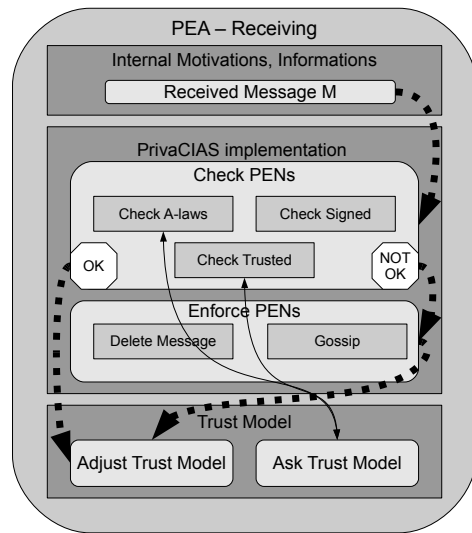 PEA – Receiving
Internal Motivations, Informations
Received Message M
PrivaCIAS implementation
Check PENs
Check A-laws
Check Signed
OK
Check Trusted
NOT
OK
Enforce PENs
Delete Message
Gossip
Trust Model
Adjust Trust Model
Ask Trust Model